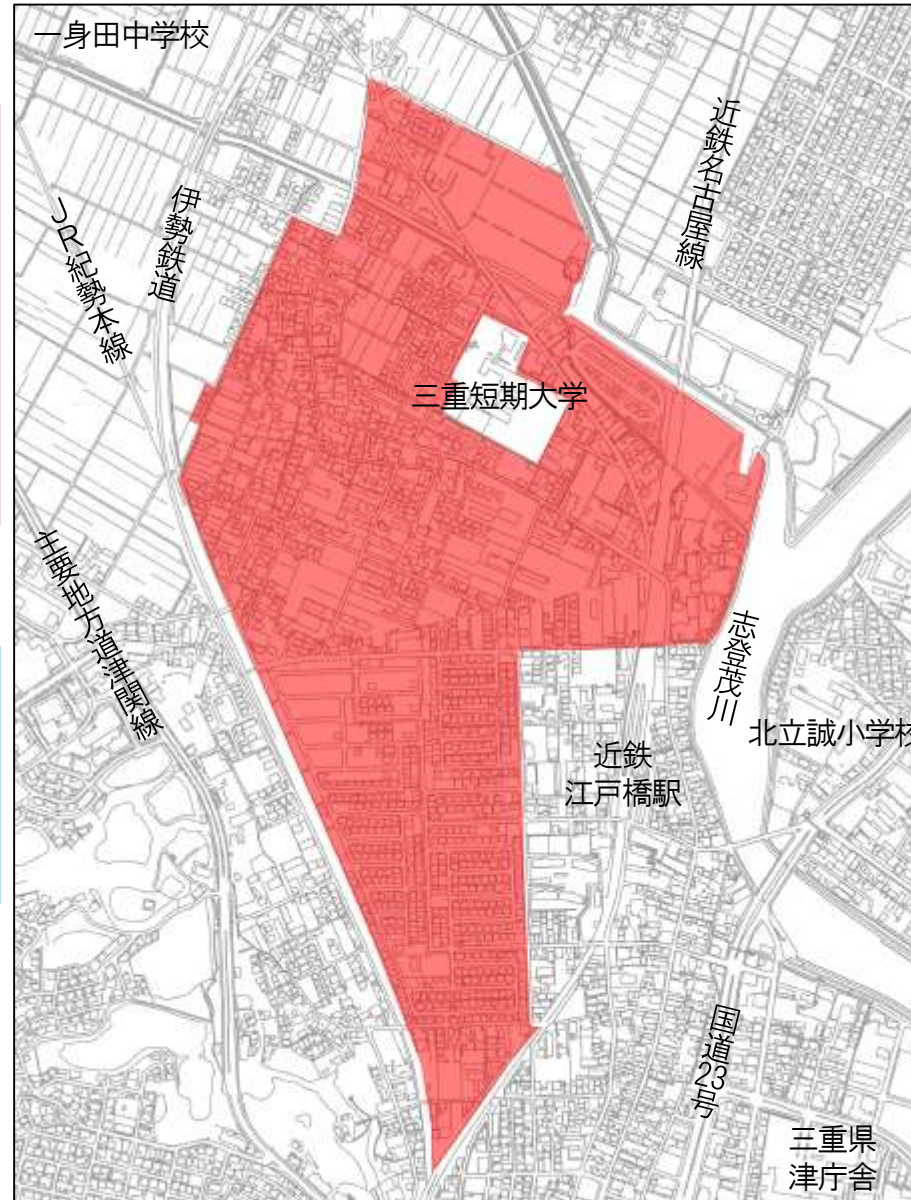 一身田中学校
近鉄名古屋線
伊勢鉄道
JR紀勢本線
三重短期大学
主要地方道津関線
志登茂川
北立誠小学校
近鉄
江戸橋駅
国道23号
三重県
津庁舎